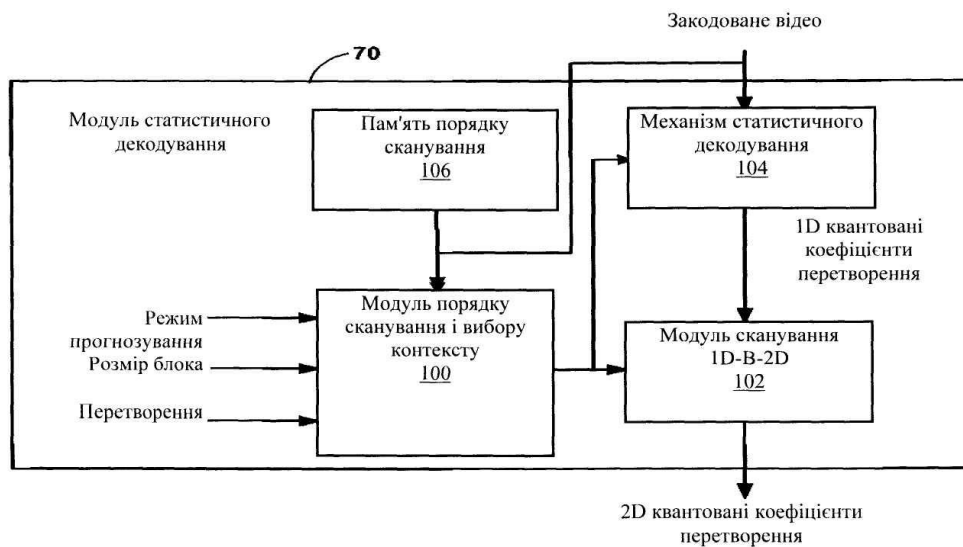 Закодоване відео
70
Модуль статистичного
декодування
Пам'ять порядку
сканування
106
Механізм статистичного
декодування
104
1D квантовані
коефіцієнти
перетворення
Режим
прогнозування
Розмір блока
Перетворення
Модуль порядку
сканування і вибору
контексту
100
Модуль сканування
1D-В-2D
102
2D квантовані коефіцієнти
перетворення